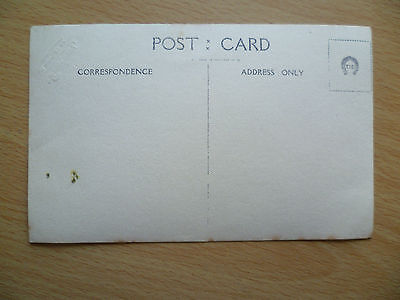 POST : CARD
CORRESPONDENCE
ADDRESS ONLY